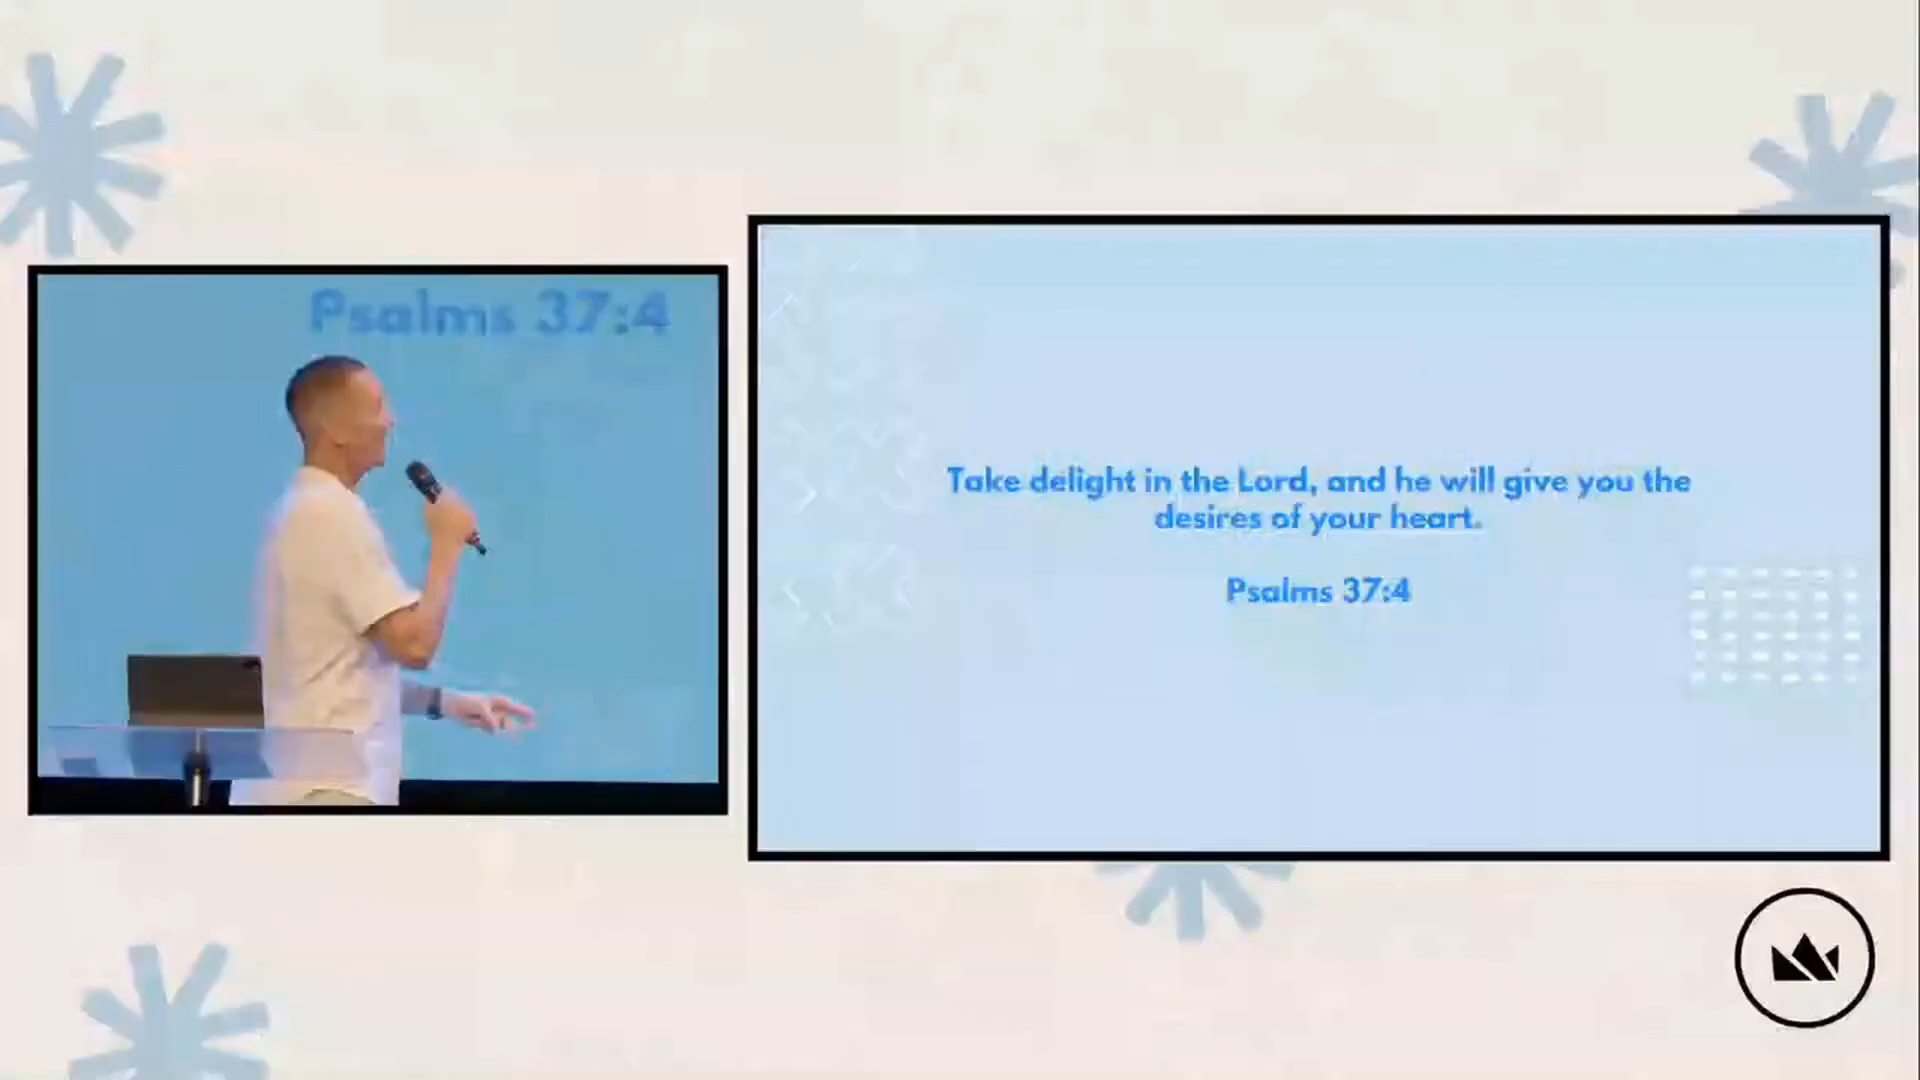 Psalms 37:4
Take delight in the Lord, and he will give you the
desires of your heart.
Psalms 37:4